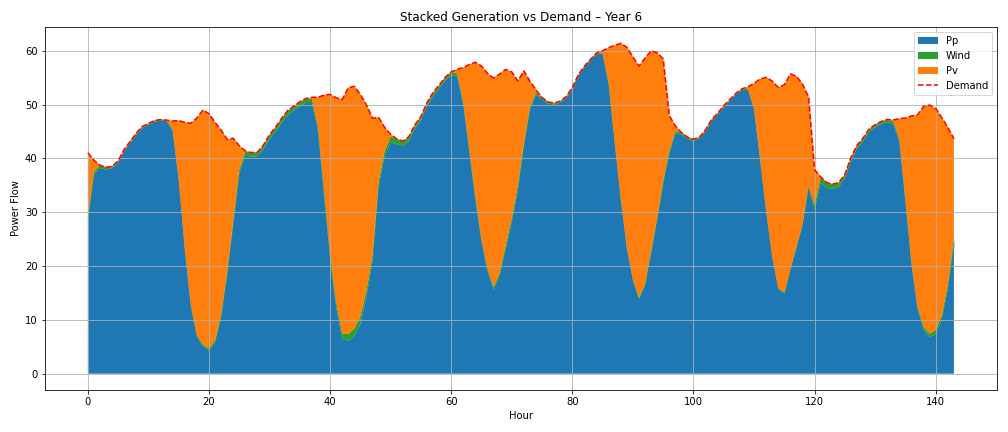 Stacked Generation vs Demand – Year 6
Pp
Wind
Pv
Demand
Power Flow
60
50
40
30
20
10
0
0 20 40 60 80 100 120 140
Hour